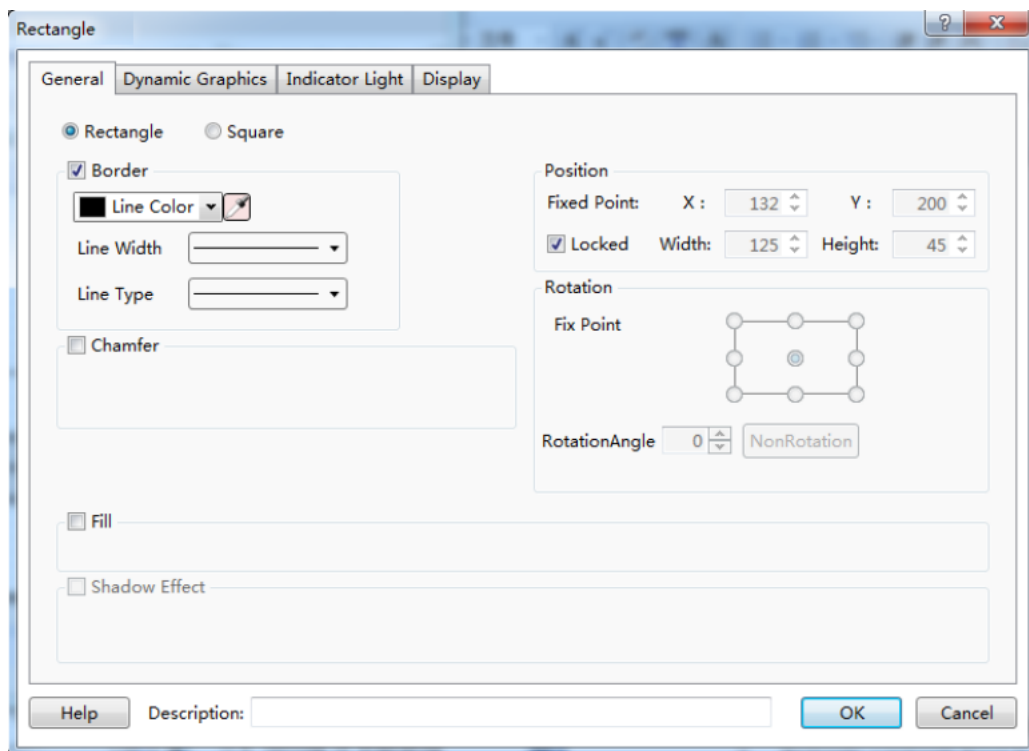 Rectangle
?
General Dynamic Graphics Indicator Light Display
Rectangle Square
Border
Line Color
Line Width
Line Type
Chamfer
Position
Fixed Point: X : 132 Y : 200
Locked Width: 125 Height: 45
Rotation
Fix Point
RotationAngle 0 NonRotation
Fill
Shadow Effect
Help Description: OK Cancel